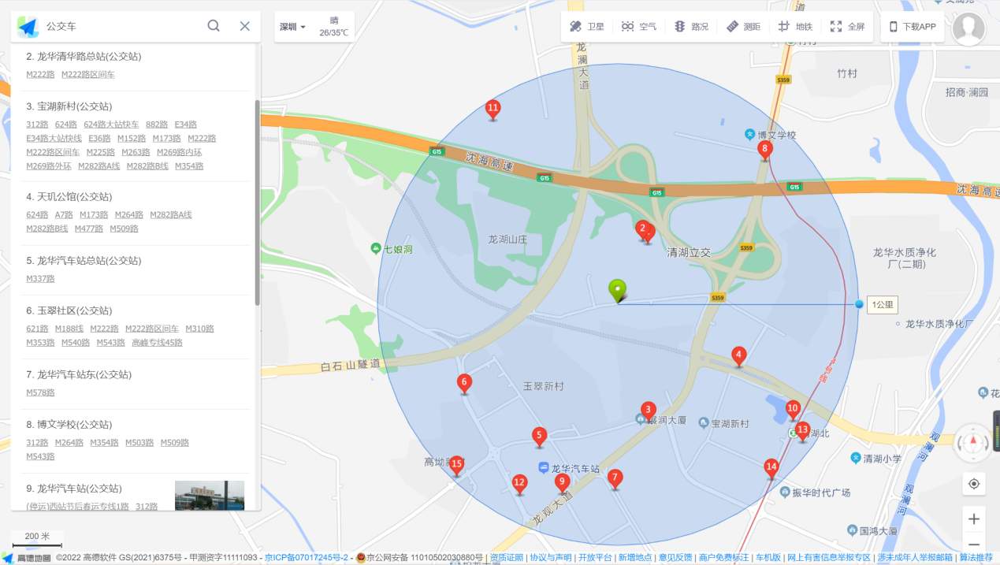 公交车
深圳
晴
26/35℃
卫星
空气
路况
测距
地铁
全屏
下载APP
2. 龙华清华路总站(公交站)
M222路 M222路区间车
3. 宝湖新村(公交站)
312路 624路 624路大站快车 882路 E34路
E34路大站快线 E36路 M152路 M173路 M222路
M222路区间车 M225路 M263路 M269路内环
M269路外环 M282路A线 M282路B线 M354路
4. 天玑公馆(公交站)
624路 A7路 M173路 M264路 M282路A线
M282路B线 M477路 M509路
5. 龙华汽车站总站(公交站)
M337路
6. 玉翠社区(公交站)
621路 M188线 M222路 M222路区间车 M310路
M353路 M540路 M543路 高峰专线45路
7. 龙华汽车站东(公交站)
M578路
8. 博文学校(公交站)
312路 M264路 M354路 M503路 M509路
M543路
9. 龙华汽车站(公交站)
(停运)西站节后春运专线1路 312路
龙澜大道
道
竹村
S359
招商·澜园
11
博文学校
8
G15
沈海高速
G15
G15
G15
沈海高速
2
龙湖山庄
七娘洞
清湖立交
S359
龙华水质净化
厂(二期)
S359
1公里
龙华水质净化厂
白石山隧道
4
4号线
6
玉翠新村
3
展润大厦
宝湖新村
10
13
清湖北
5
高坳新村
15
龙华汽车站
12
9
7
14
龙观大道
振华时代广场
清湖小学
观澜河
观澜河
花
国鸿大厦
200 米
高德地图 ©2022 高德软件 GS(2021)6375号 - 甲测资字11111093 - 京ICP备07017245号-2 - 京公网安备 11010502030880号 | 资质证照 | 协议与声明 | 开放平台 | 新增地点 | 意见反馈 | 商户免费标注 | 车机版 | 网上有害信息举报专区 | 涉未成年人举报邮箱 | 算法推荐